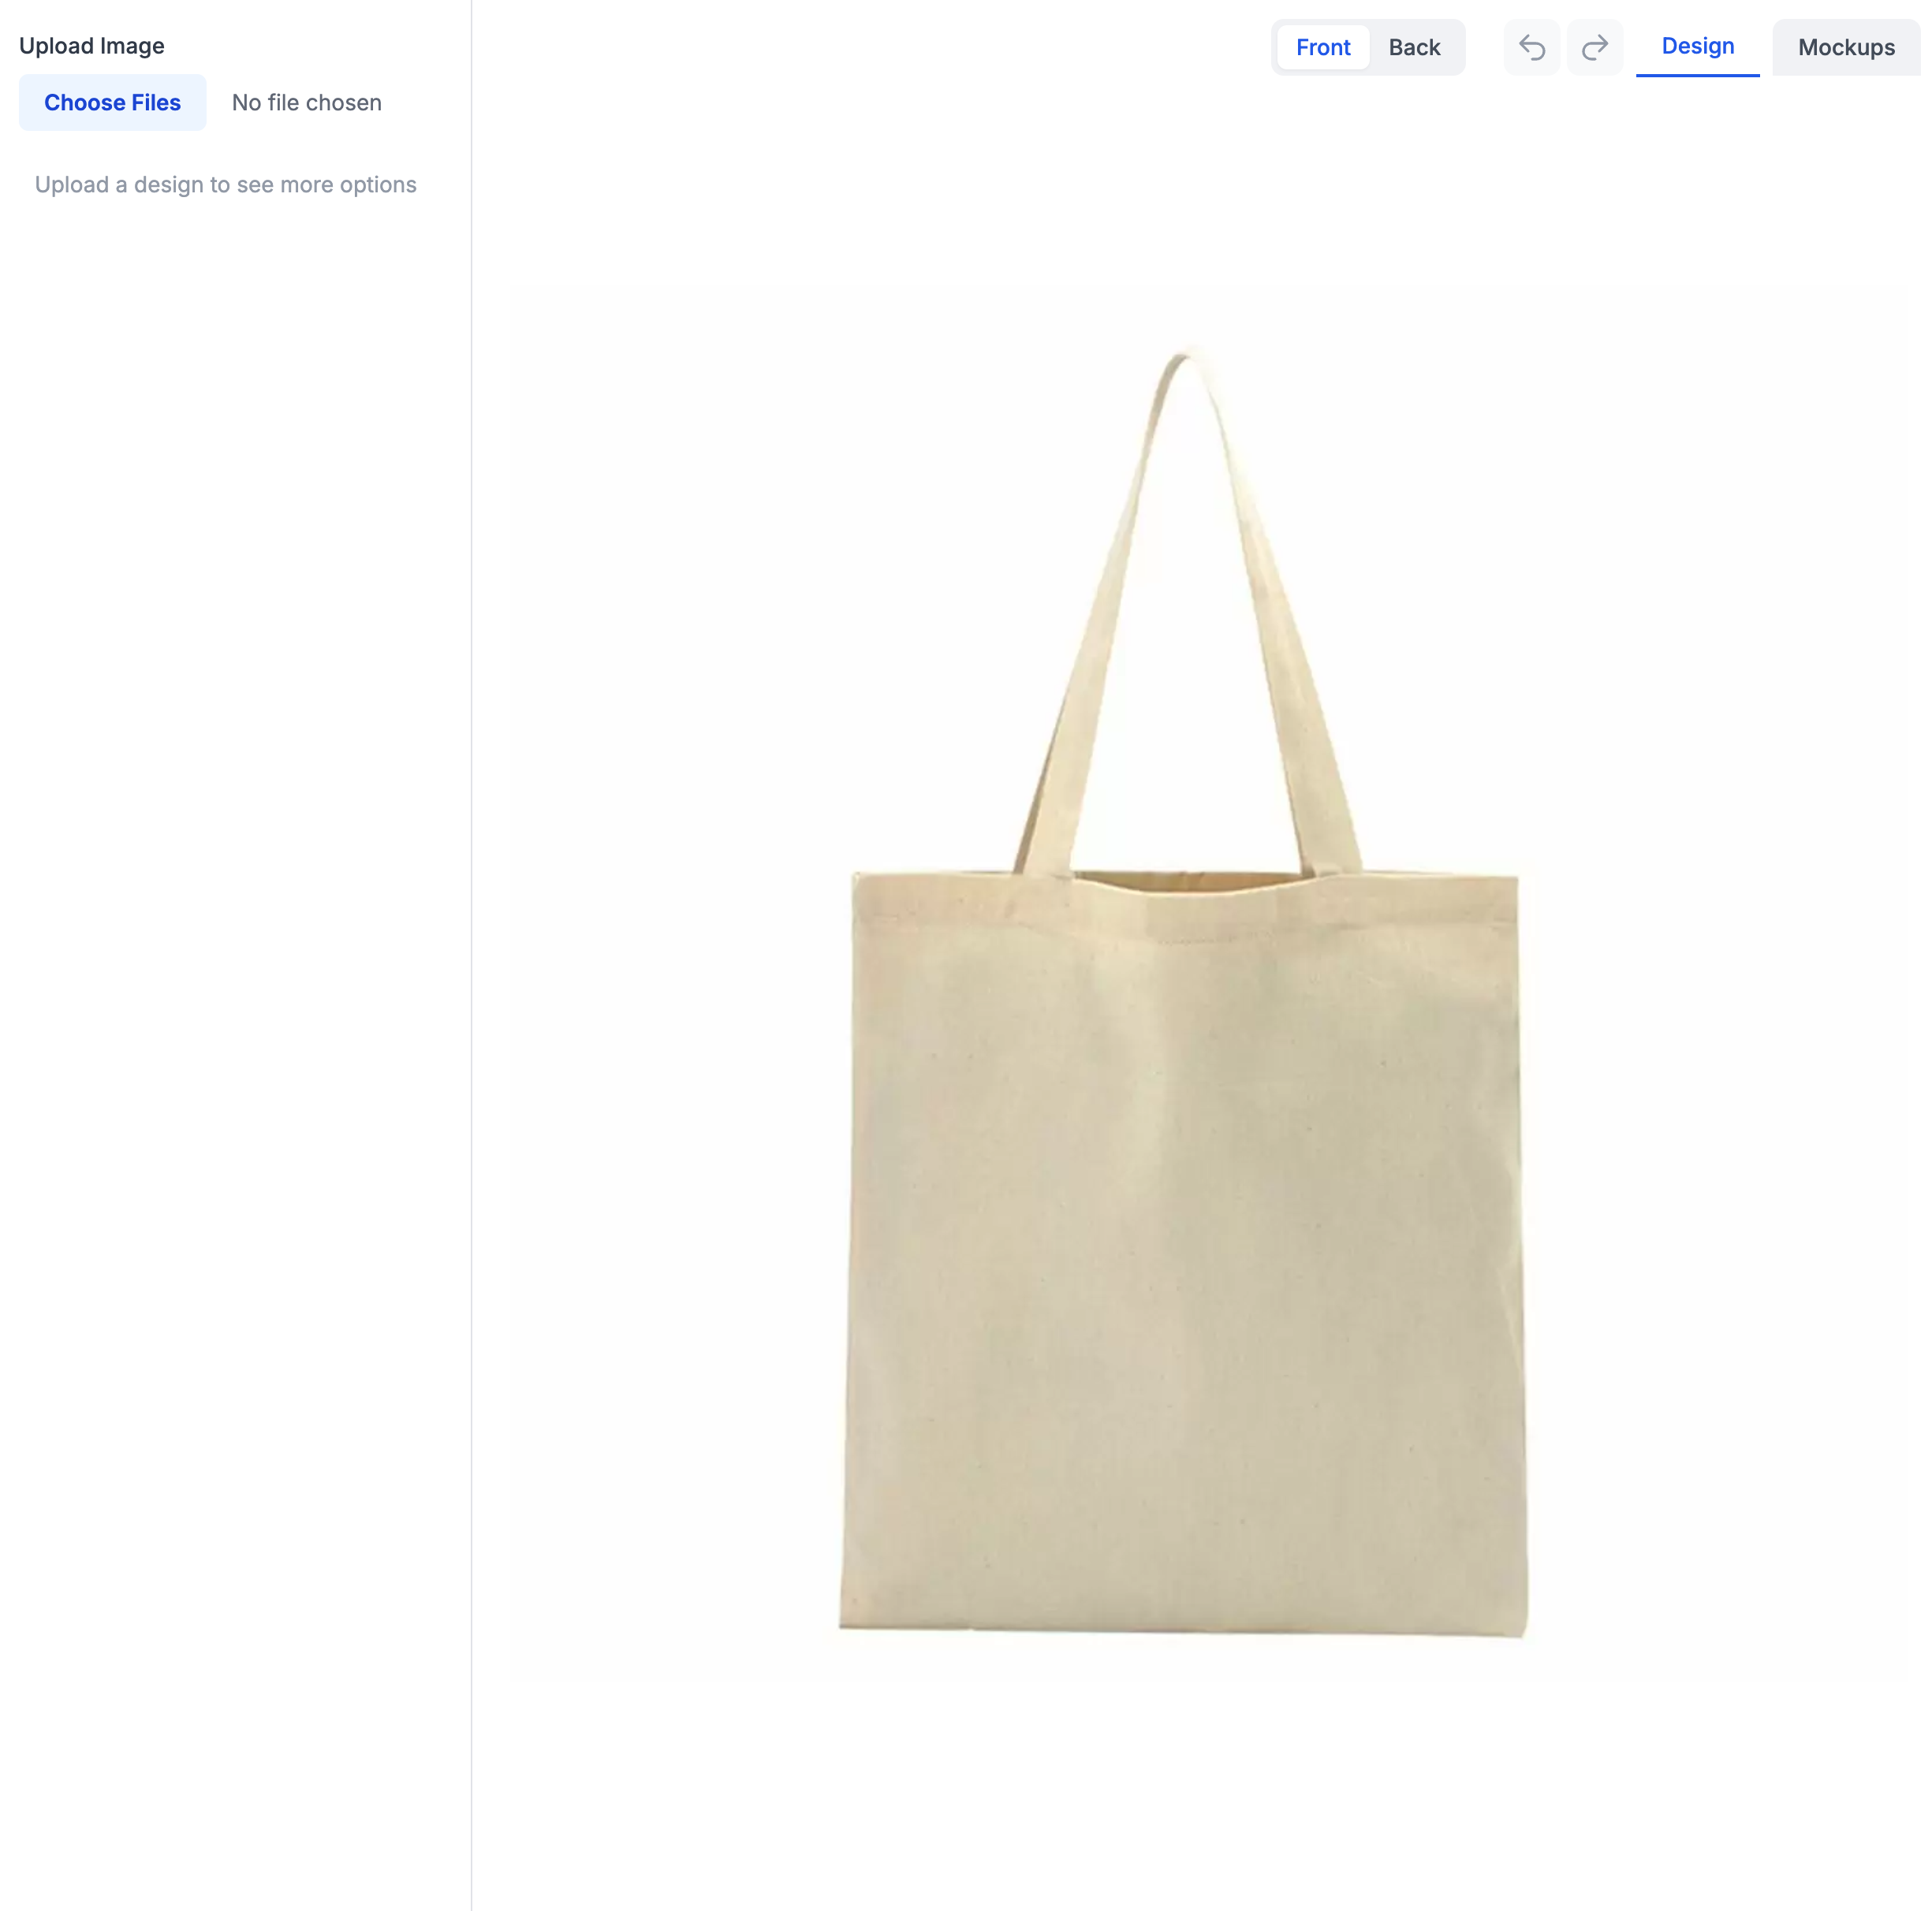 Upload Image
Choose Files No file chosen
Upload a design to see more options
Front Back Design Mockups